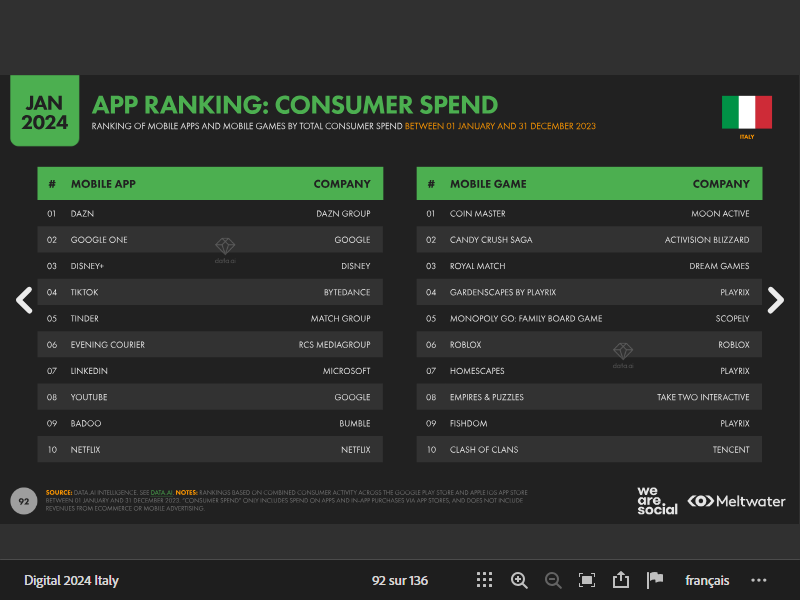 JAN
2024
APP RANKING: CONSUMER SPEND
RANKING OF MOBILE APPS AND MOBILE GAMES BY TOTAL CONSUMER SPEND BETWEEN 01 JANUARY AND 31 DECEMBER 2023
ITALY
# MOBILE APP COMPANY
01 DAZN DAZN GROUP
02 GOOGLE ONE GOOGLE
03 DISNEY+ DISNEY
04 TIKTOK BYTEDANCE
05 TINDER MATCH GROUP
06 EVENING COURIER RCS MEDIAGROUP
07 LINKEDIN MICROSOFT
08 YOUTUBE GOOGLE
09 BADOO BUMBLE
10 NETFLIX NETFLIX
data.ai
# MOBILE GAME COMPANY
01 COIN MASTER MOON ACTIVE
02 CANDY CRUSH SAGA ACTIVISION BLIZZARD
03 ROYAL MATCH DREAM GAMES
04 GARDENSCAPES BY PLAYRIX PLAYRIX
05 MONOPOLY GO: FAMILY BOARD GAME SCOPELY
06 ROBLOX ROBLOX
07 HOMESCAPES PLAYRIX
08 EMPIRES & PUZZLES TAKE TWO INTERACTIVE
09 FISHDOM PLAYRIX
10 CLASH OF CLANS TENCENT
data.ai
92
SOURCE: DATA.AI INTELLIGENCE. SEE DATA.AI. NOTES: RANKINGS BASED ON COMBINED CONSUMER ACTIVITY ACROSS THE GOOGLE PLAY STORE AND APPLE IOS APP STORE
BETWEEN 01 JANUARY AND 31 DECEMBER 2023. "CONSUMER SPEND" ONLY INCLUDES SPEND ON APPS AND IN-APP PURCHASES VIA APP STORES, AND DOES NOT INCLUDE
REVENUES FROM ECOMMERCE OR MOBILE ADVERTISING.
we
are.
social
Meltwater
Digital 2024 Italy
92 sur 136
français